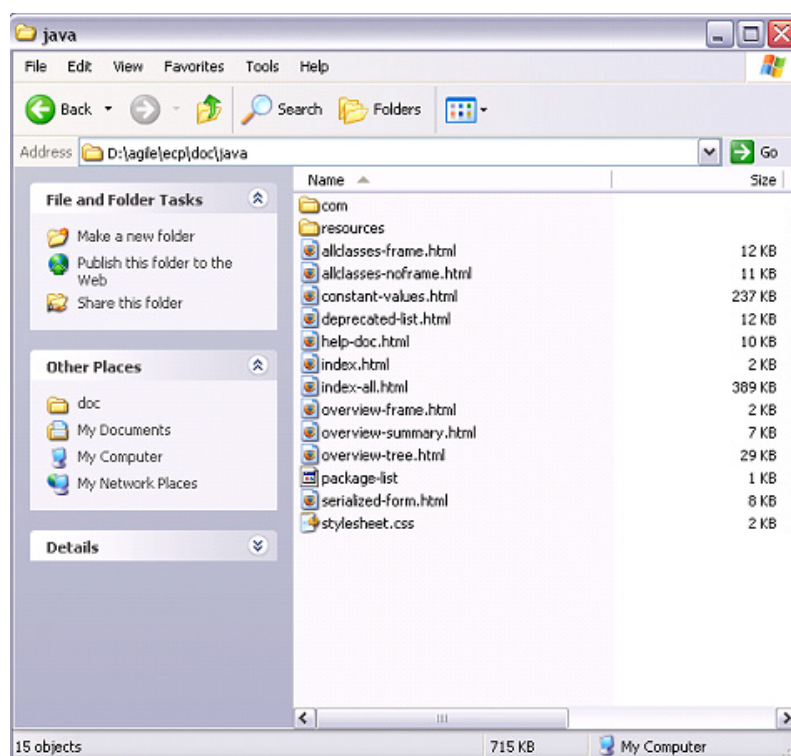 java
File Edit View Favorites Tools Help
Back Search Folders
Address D:\agile\ecp\doc\java Go
File and Folder Tasks
Make a new folder
Publish this folder to the
Web
Share this folder
Other Places
doc
My Documents
My Computer
My Network Places
Details
Name Size
com
resources
allclasses-frame.html 12 KB
allclasses-noframe.html 11 KB
constant-values.html 237 KB
deprecated-list.html 12 KB
help-doc.html 10 KB
index.html 2 KB
index-all.html 389 KB
overview-frame.html 2 KB
overview-summary.html 7 KB
overview-tree.html 29 KB
package-list 1 KB
serialized-form.html 8 KB
stylesheet.css 2 KB
15 objects 715 KB My Computer